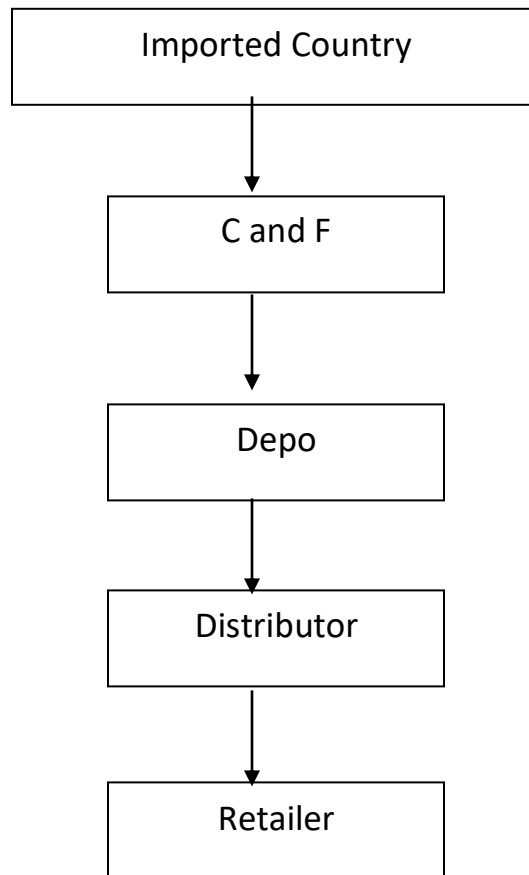 Imported Country
C and F
Depo
Distributor
Retailer